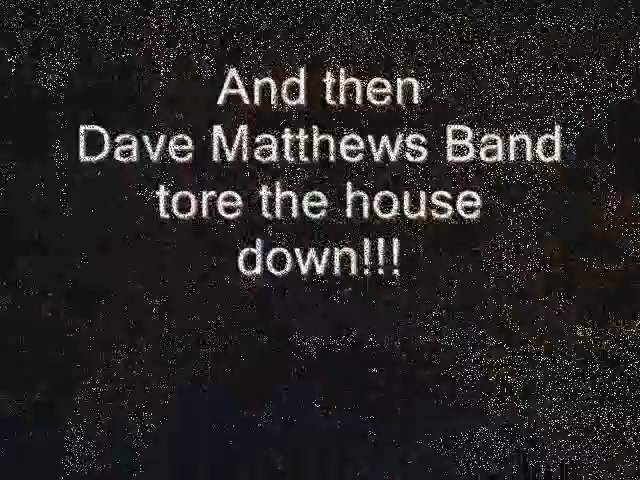 And then
Dave Matthews Band
tore the house
down!!!